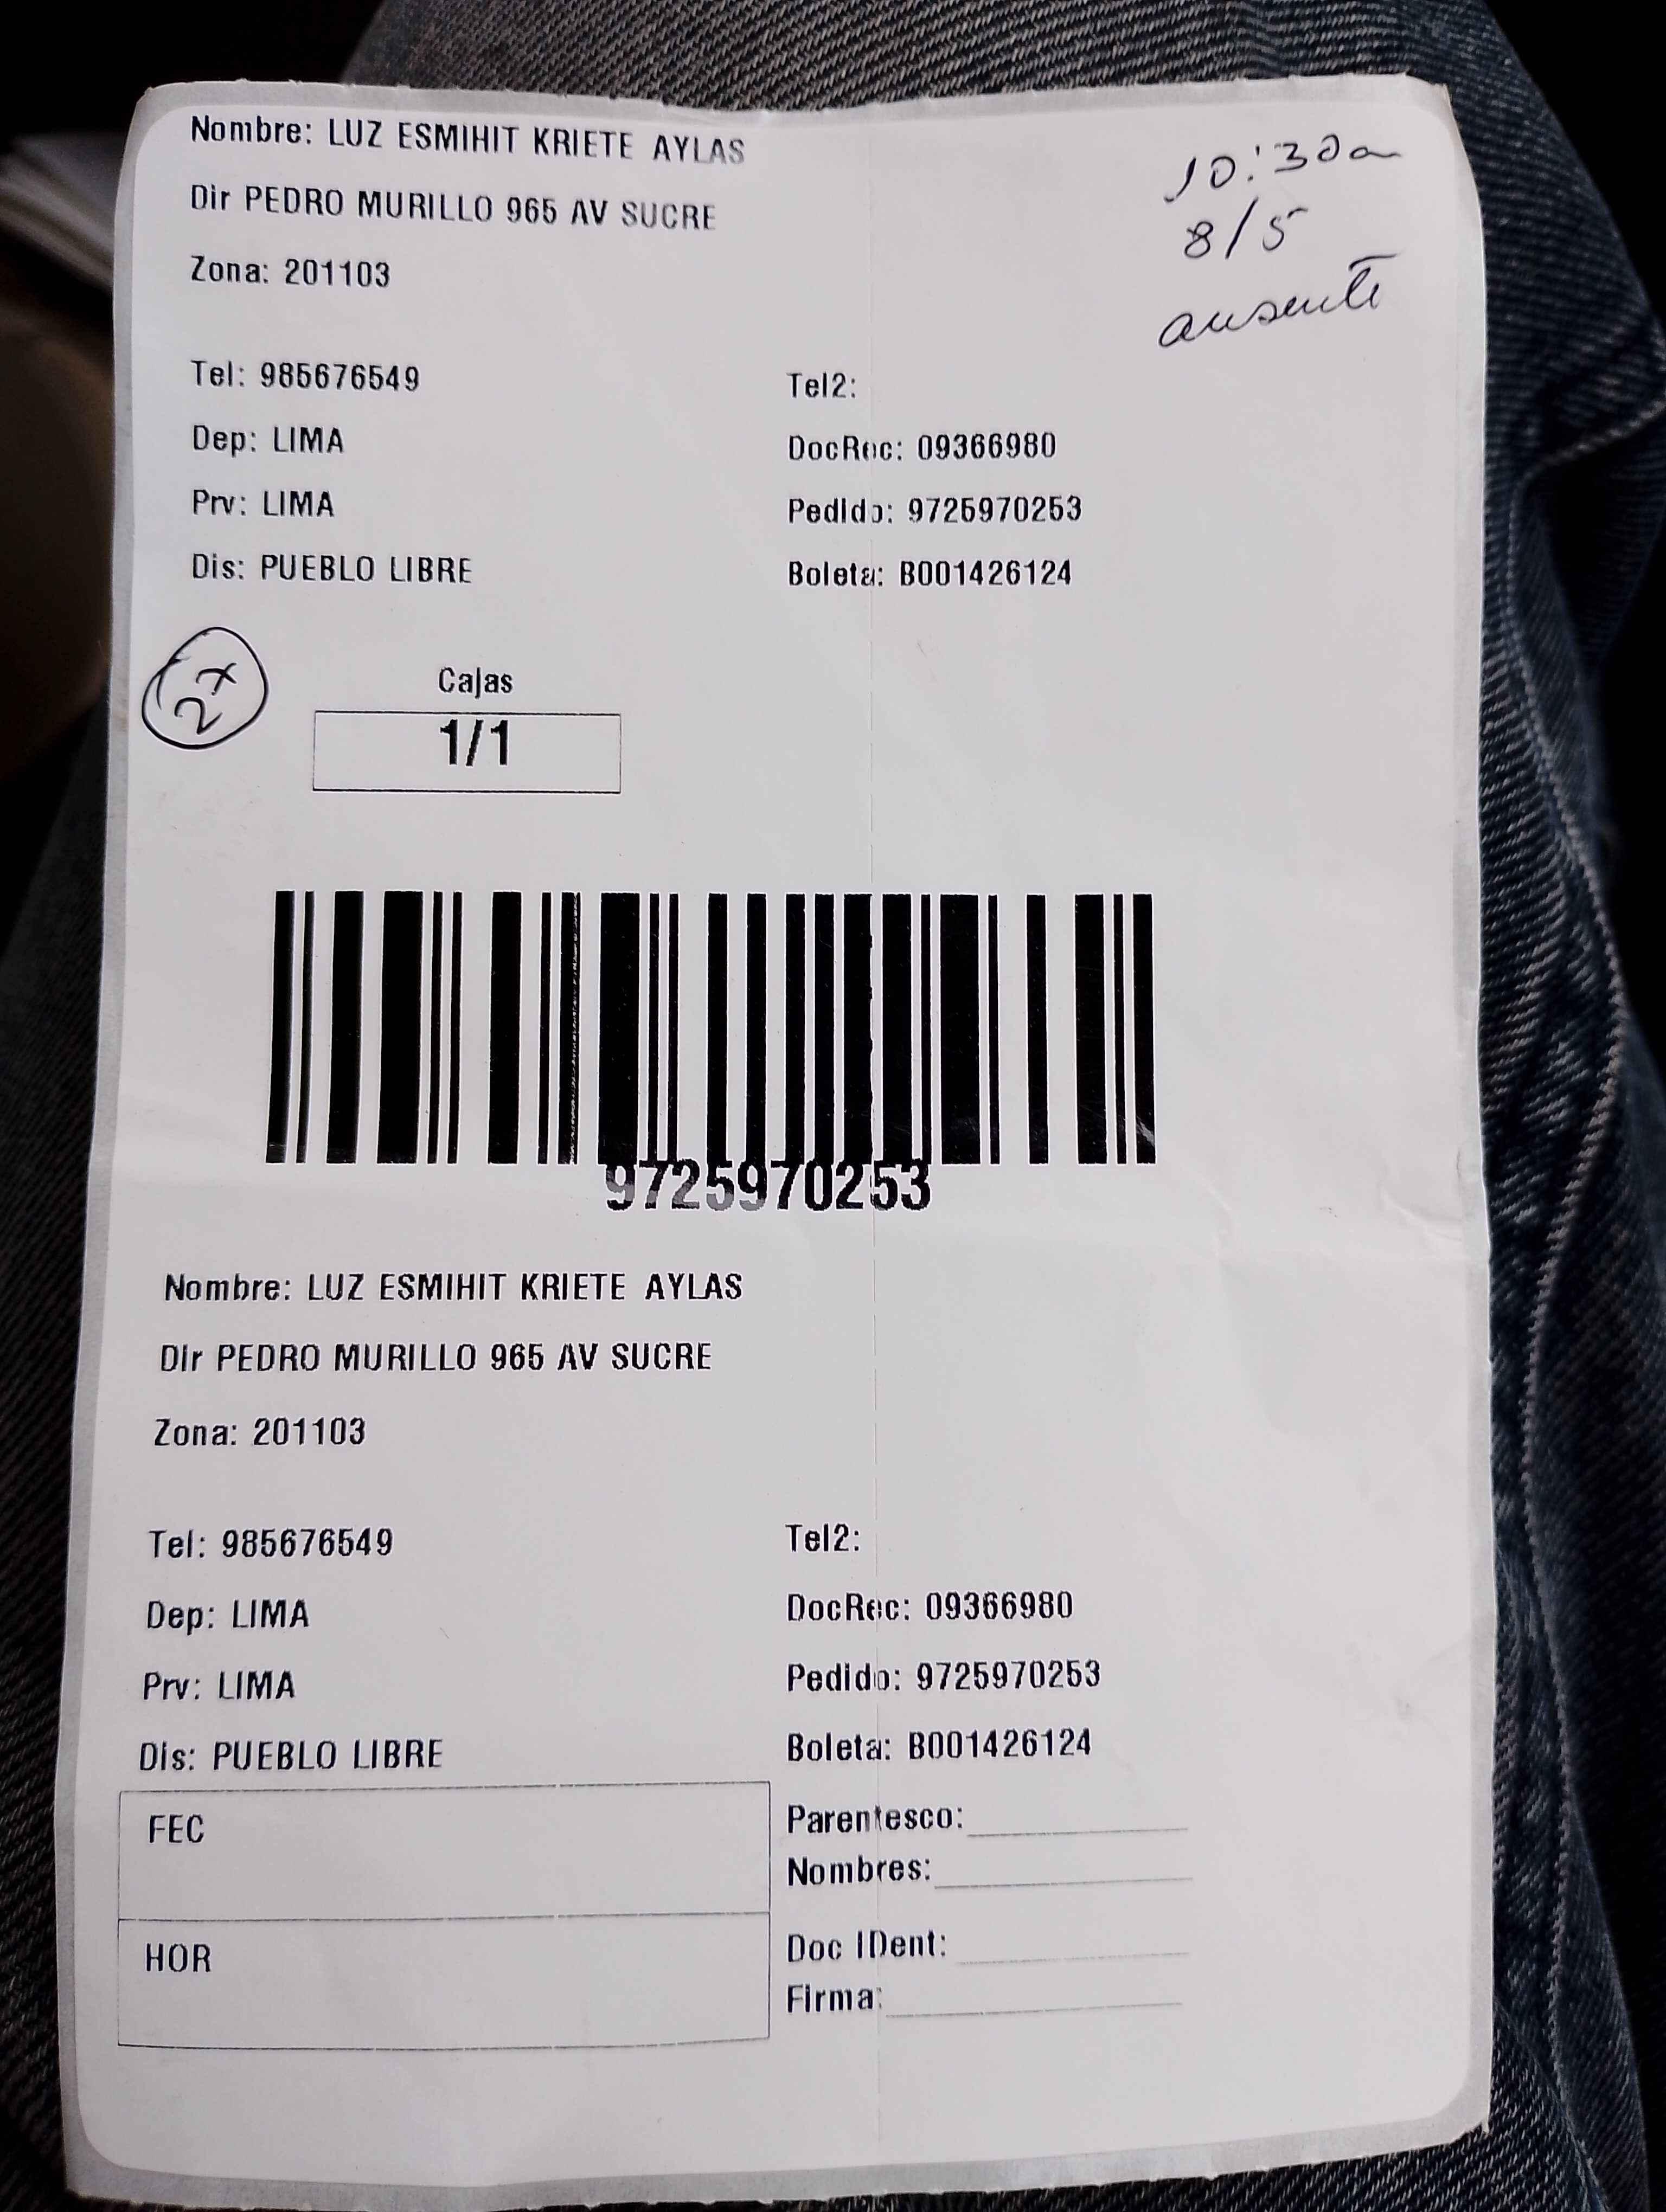 Nombre: LUZ ESMIHIT KRIETE AYLAS
Dir PEDRO MURILLO 965 AV SUCRE
Zona: 201103
10:30am
8/5
ausente
Tel: 985676549
Tel2:
Dep: LIMA
DocRec: 09366980
Prv: LIMA
Pedido: 9725970253
Dis: PUEBLO LIBRE
Boleta: B001426124
Cajas
1/1
9725970253
Nombre: LUZ ESMIHIT KRIETE AYLAS
Dir PEDRO MURILLO 965 AV SUCRE
Zona: 201103
Tel: 985676549
Tel2:
Dep: LIMA
DocRec: 09366980
Prv: LIMA
Pedido: 9725970253
Dis: PUEBLO LIBRE
Boleta: B001426124
FEC
Parentesco:
Nombres:
HOR
Doc IDent:
Firma: